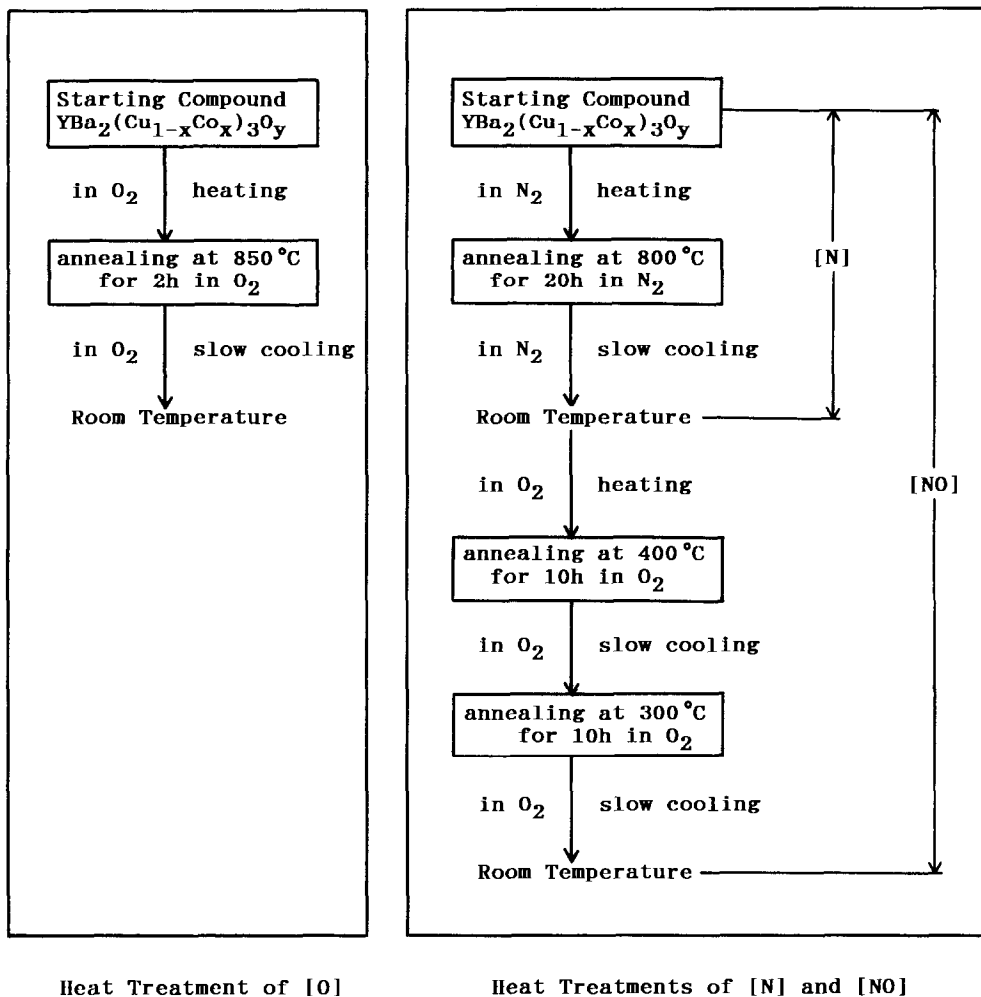 Starting Compound
YBa2(Cu1-xCox)3Oy
in O2 heating
annealing at 850°C
for 2h in O2
in O2 slow cooling
Room Temperature
Starting Compound
YBa2(Cu1-xCox)3Oy
in N2 heating
annealing at 800°C
for 20h in N2
[N]
in N2 slow cooling
Room Temperature
in O2 heating
[NO]
annealing at 400°C
for 10h in O2
in O2 slow cooling
annealing at 300°C
for 10h in O2
in O2 slow cooling
Room Temperature
Heat Treatment of [O]
Heat Treatments of [N] and [NO]